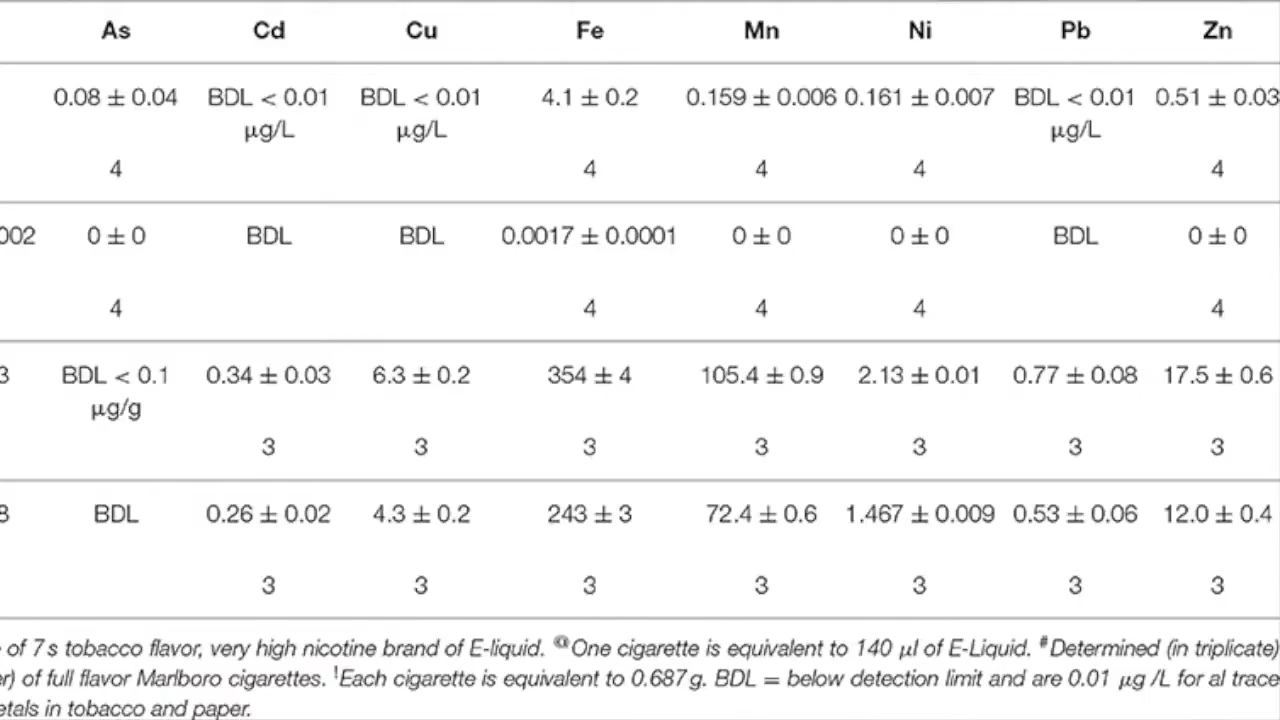 As Cd Cu Fe Mn Ni Pb Zn
0.08 ± 0.04 BDL < 0.01 BDL < 0.01 4.1 ± 0.2 0.159 ± 0.006 0.161 ± 0.007 BDL < 0.01 0.51 ± 0.03
μg/L μg/L μg/L
4 4 4 4 4
002 0 ± 0 BDL BDL 0.0017 ± 0.0001 0 ± 0 0 ± 0 BDL 0 ± 0
4 4 4 4 4
3 BDL < 0.1 0.34 ± 0.03 6.3 ± 0.2 354 ± 4 105.4 ± 0.9 2.13 ± 0.01 0.77 ± 0.08 17.5 ± 0.6
μg/g
3 3 3 3 3 3 3
8 BDL 0.26 ± 0.02 4.3 ± 0.2 243 ± 3 72.4 ± 0.6 1.467 ± 0.009 0.53 ± 0.06 12.0 ± 0.4
3 3 3 3 3 3 3
of 7 s tobacco flavor, very high nicotine brand of E-liquid. @One cigarette is equivalent to 140 μl of E-Liquid. #Determined (in triplicate)
er) of full flavor Marlboro cigarettes. !Each cigarette is equivalent to 0.687 g. BDL = below detection limit and are 0.01 μg /L for al trace
etals in tobacco and paper.